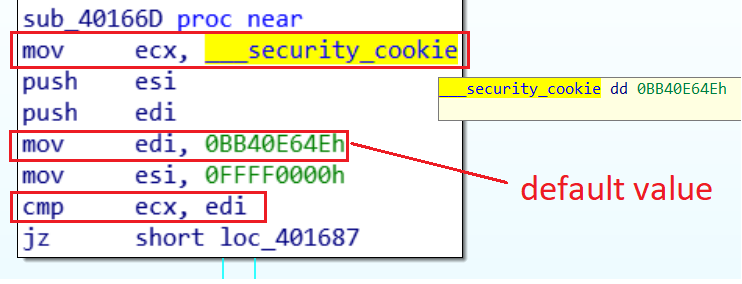 sub_40166D proc near
mov ecx, ___security_cookie
push esi
push edi
mov edi, 0BB40E64Eh
mov esi, 0FFFF0000h
cmp ecx, edi
jz short loc_401687
___security_cookie dd 0BB40E64Eh
default value